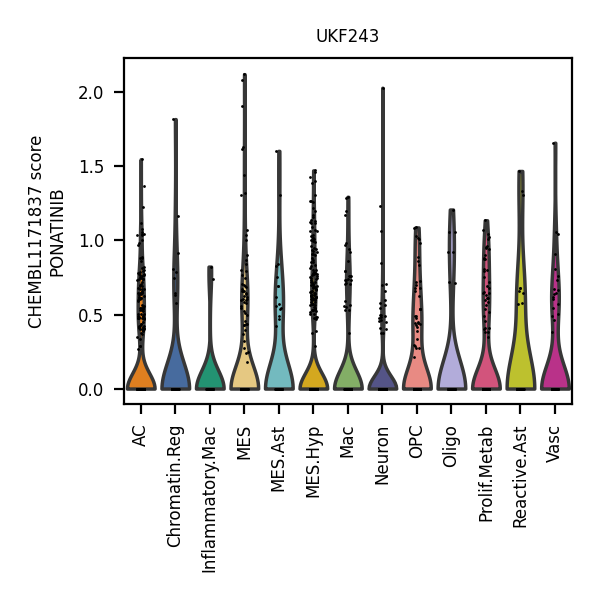 UKF243
CHEMBL1171837 score
PONATINIB
2.0
1.5
1.0
0.5
0.0
AC
Chromatin.Reg
Inflammatory.Mac
MES
MES.Ast
MES.Hyp
Mac
Neuron
OPC
Oligo
Prolif.Metab
Reactive.Ast
Vasc